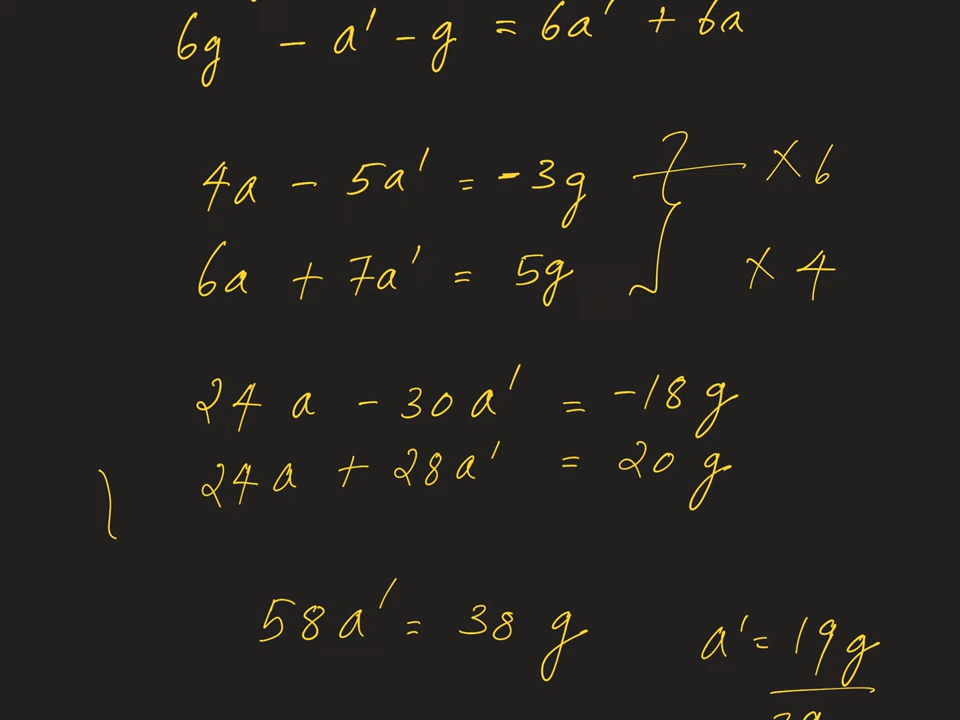 6g - a' - g = 6a' + 6a
4a - 5a' = -3g } × 6
6a + 7a' = 5g × 4
24a - 30a' = -18g
24a + 28a' = 20g
58a' = 38g
a' = 19g